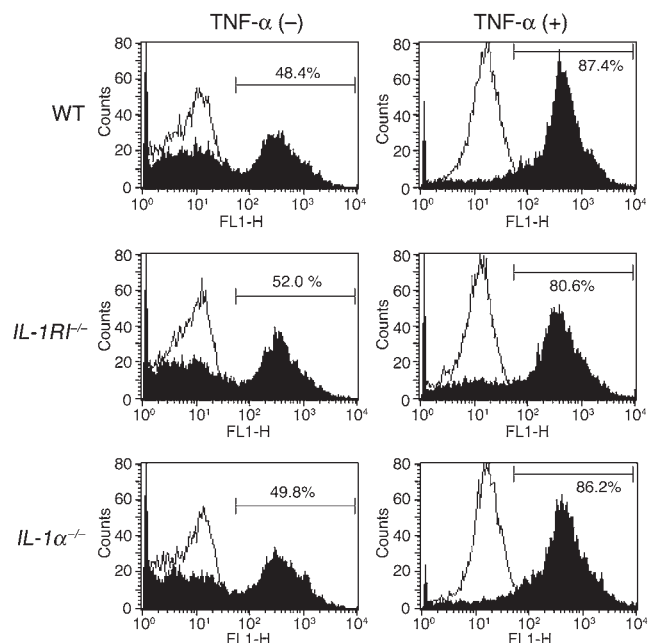 TNF-α (–) TNF-α (+)
WT
Counts
80
60
40
20
0
48.4%
10⁰ 10¹ 10² 10³ 10⁴
FL1-H
Counts
80
60
40
20
0
87.4%
10⁰ 10¹ 10² 10³ 10⁴
FL1-H
IL-1RI⁻/⁻
Counts
80
60
40
20
0
52.0 %
10⁰ 10¹ 10² 10³ 10⁴
FL1-H
Counts
80
60
40
20
0
80.6%
10⁰ 10¹ 10² 10³ 10⁴
FL1-H
IL-1α⁻/⁻
Counts
80
60
40
20
0
49.8%
10⁰ 10¹ 10² 10³ 10⁴
FL1-H
Counts
80
60
40
20
0
86.2%
10⁰ 10¹ 10² 10³ 10⁴
FL1-H